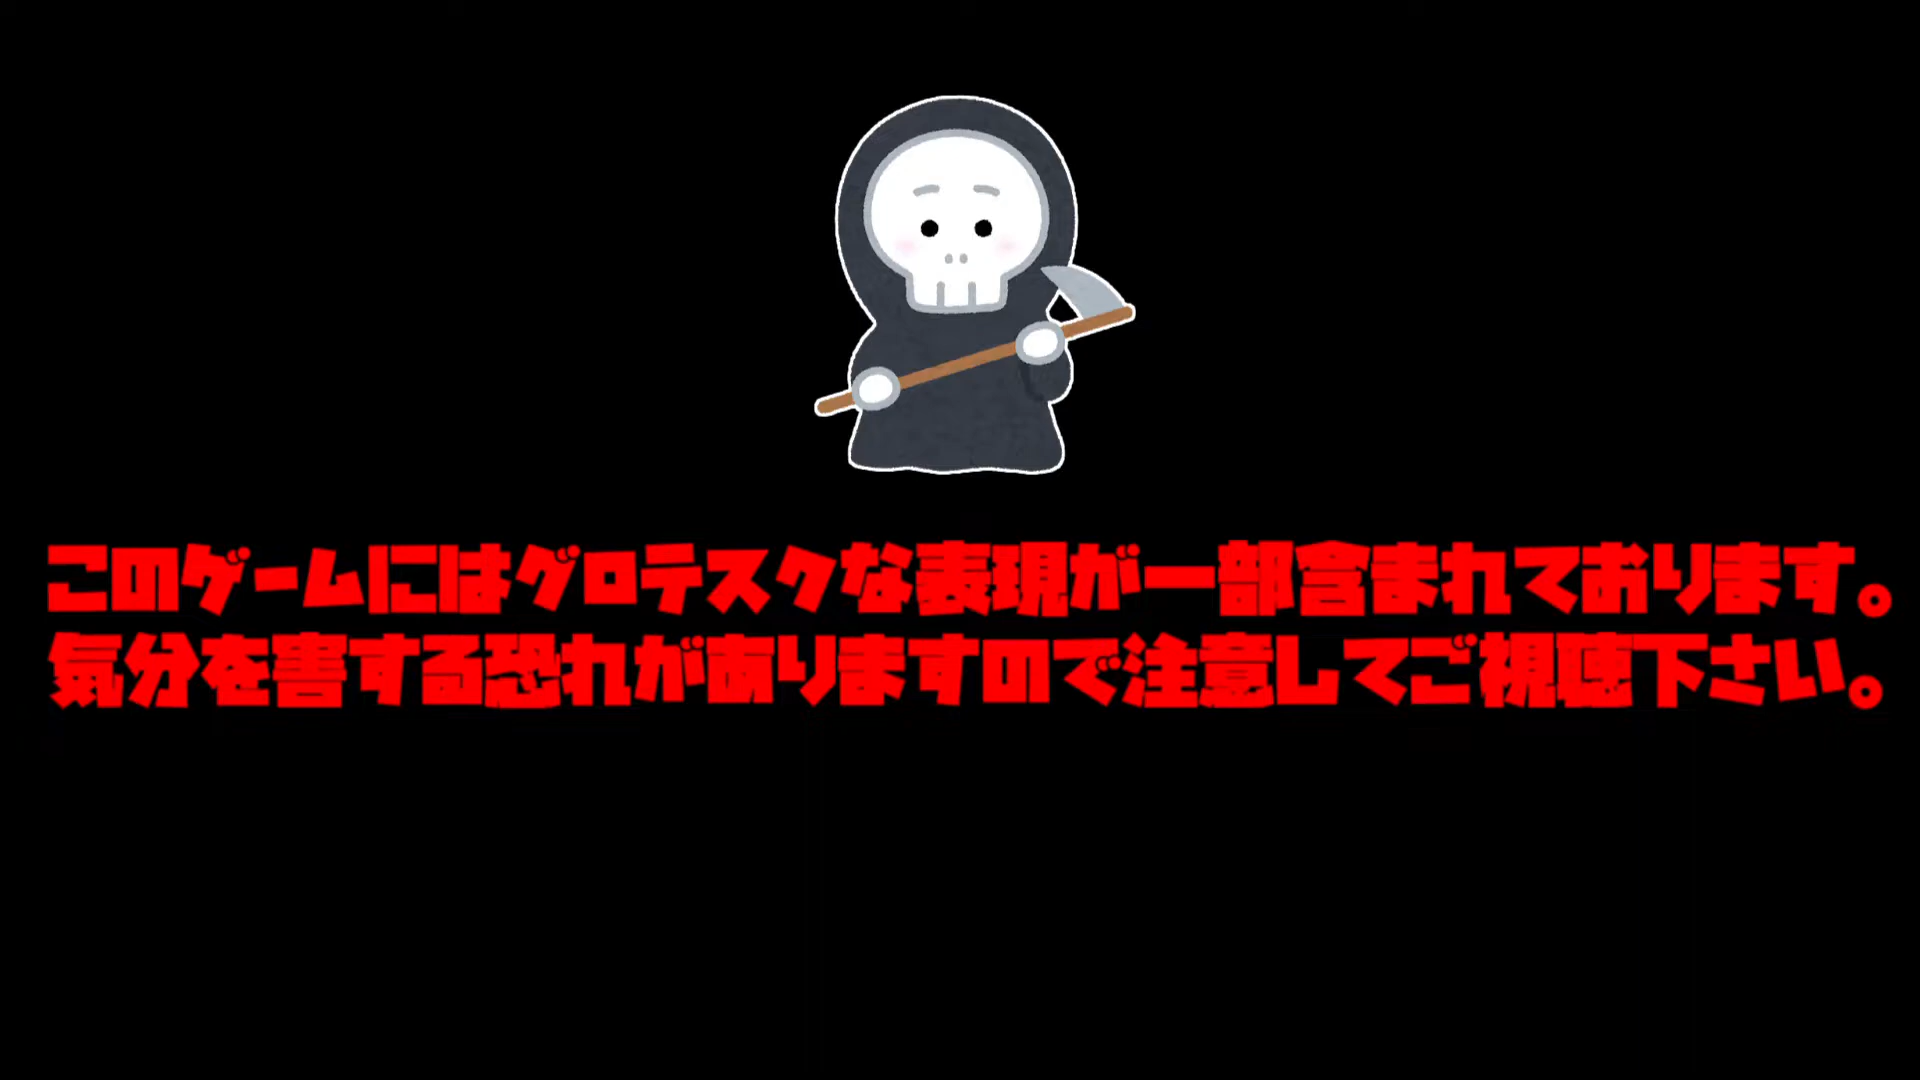 このゲームにはグロテスクな表現が一部含まれております。
気分を害する恐れがありますので注意してご視聴下さい。